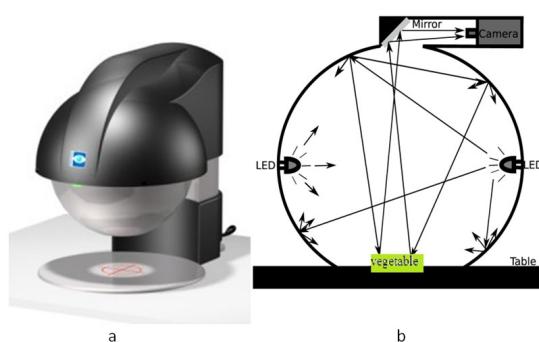 Mirror
Camera
LED
LED
vegetable
Table
a
b